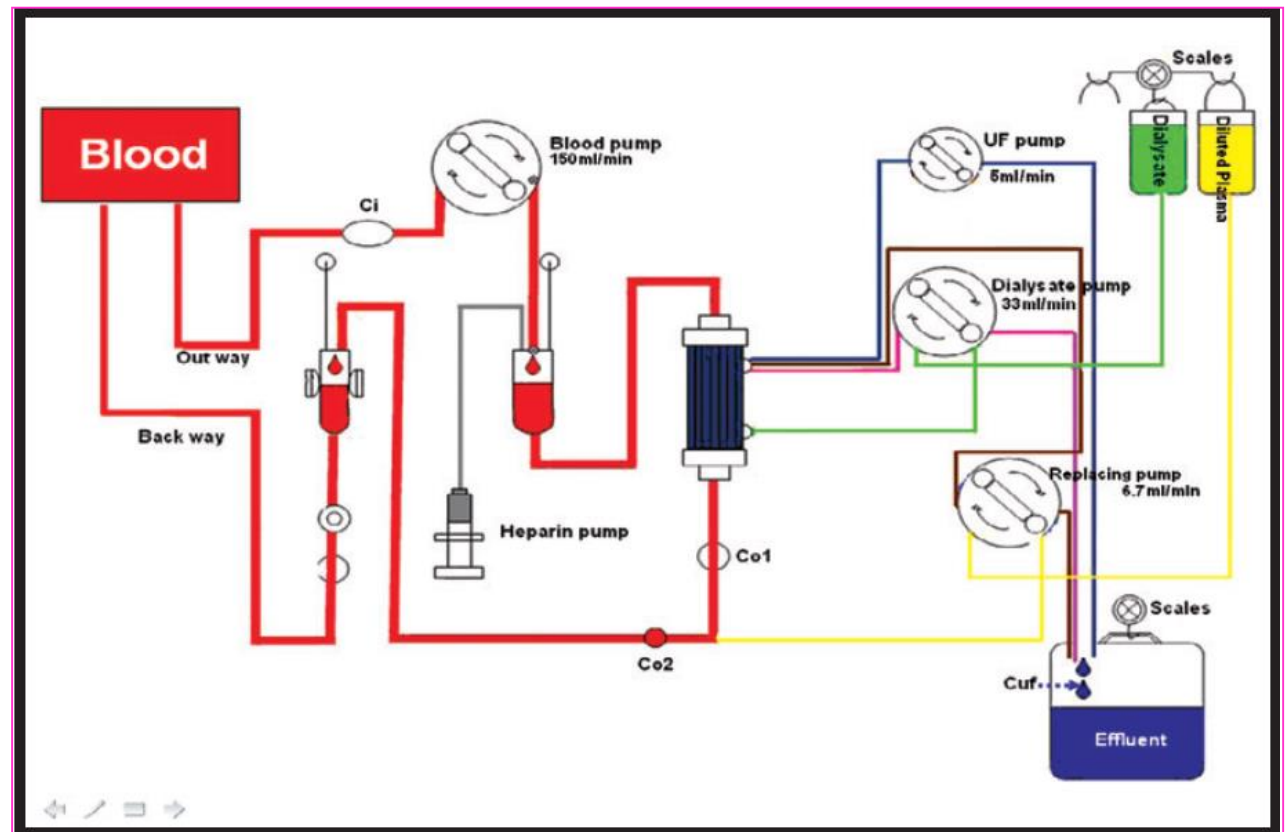 Scales
Blood
Blood pump
150ml/min
UF pump
5ml/min
Dialysate
Diluted Plasma
Ci
Dialysate pump
33ml/min
Out way
Back way
Replacing pump
6.7ml/min
Heparin pump
Co1
Scales
Co2
Cuf
Effluent